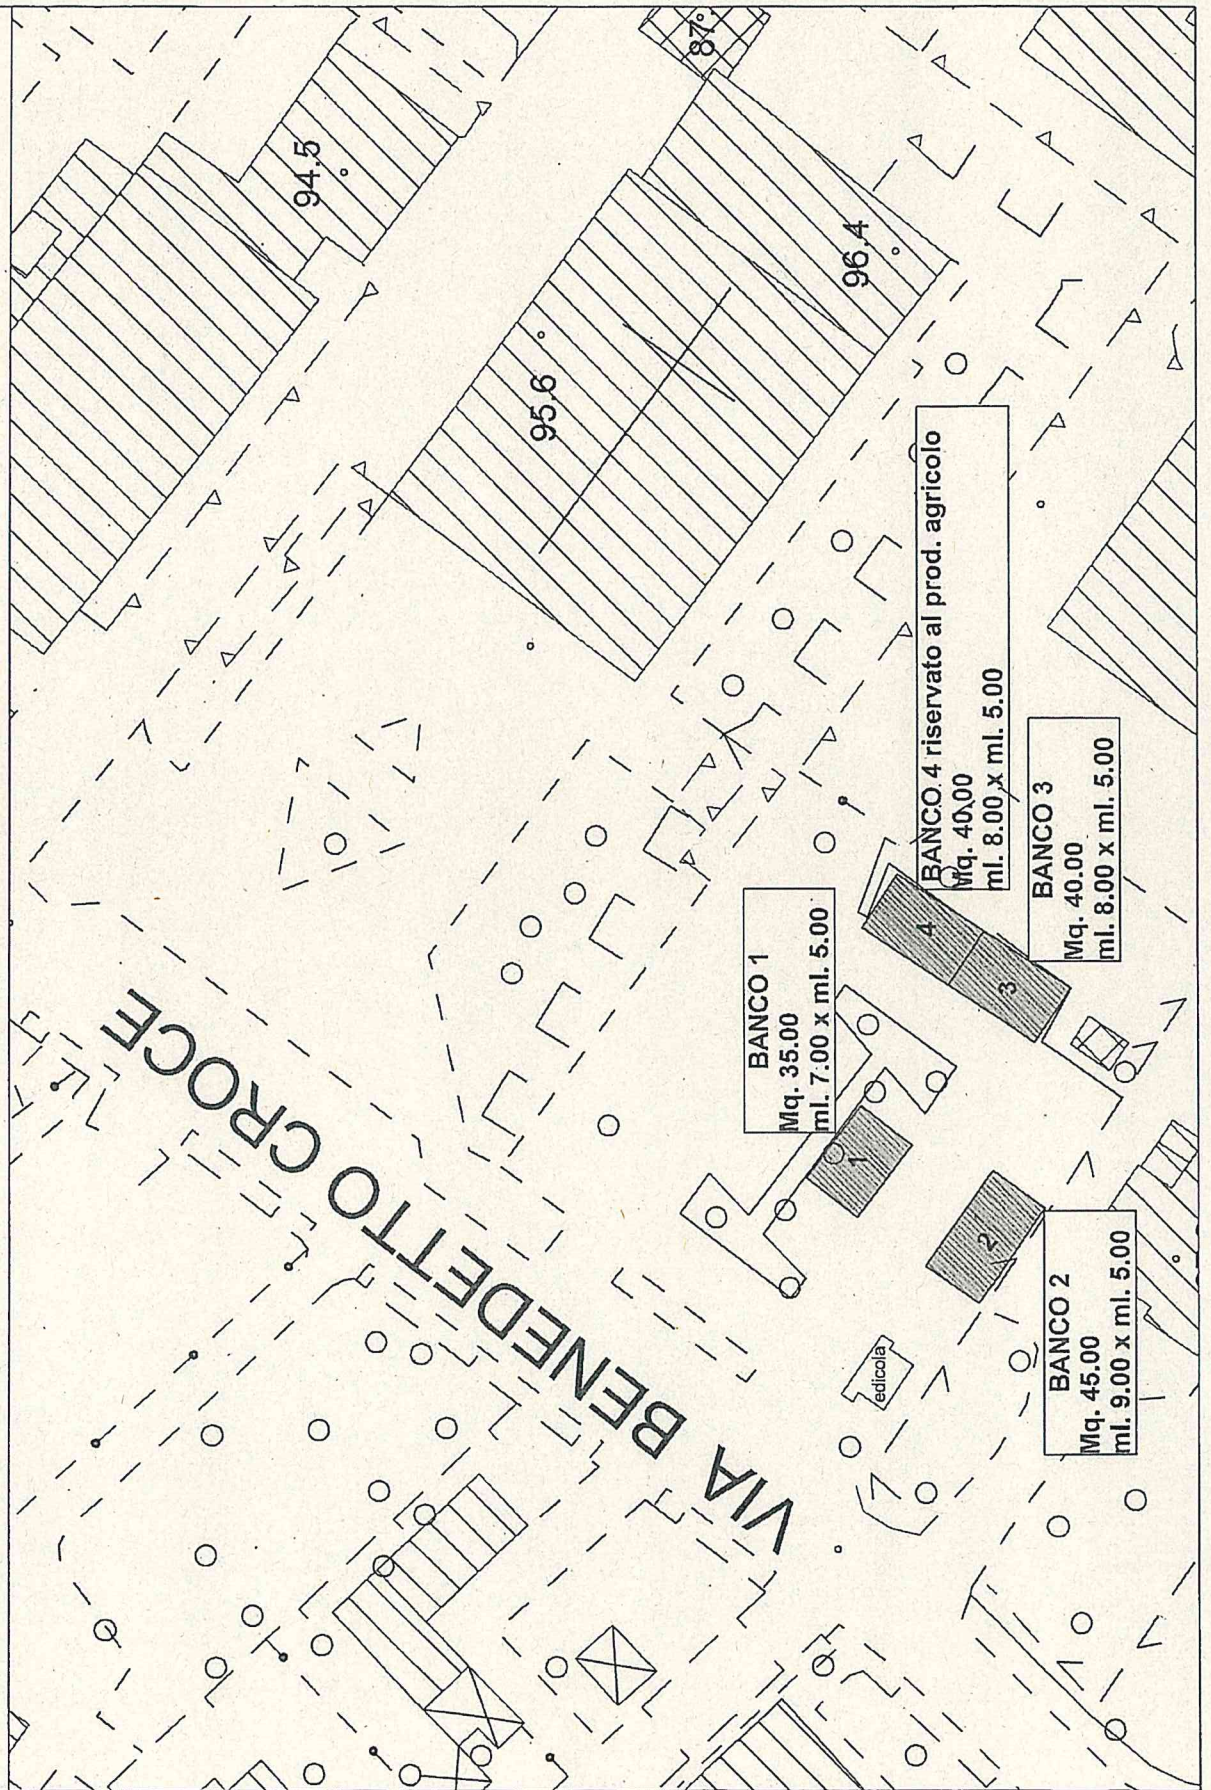 VIA BENEDETTO CROCE
94.5
95.6
96.4
87
BANCO 1
Mq. 35.00
ml. 7.00 x ml. 5.00
BANCO 4 riservato al prod. agricolo
Mq. 40.00
ml. 8.00 x ml. 5.00
BANCO 3
Mq. 40.00
ml. 8.00 x ml. 5.00
BANCO 2
Mq. 45.00
ml. 9.00 x ml. 5.00
4
3
1
2
edicola